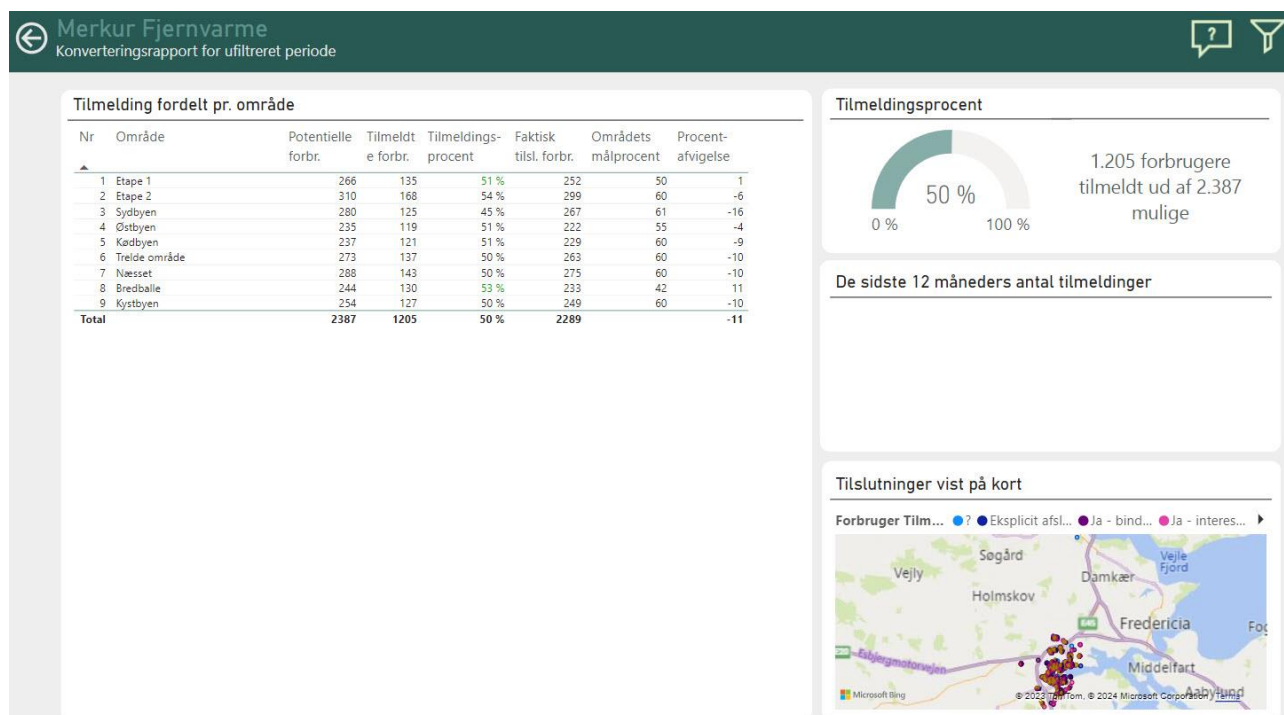 Merkur Fjernvarme
Konverteringsrapport for ufiltreret periode
?
Tilmelding fordelt pr. område
Nr Område Potentielle forbr. Tilmeldt e forbr. Tilmeldings- procent Faktisk tilsl. forbr. Områdets målprocent Procent- afvigelse
1 Etape 1 266 135 51 % 252 50 1
2 Etape 2 310 168 54 % 299 60 -6
3 Sydbyen 280 125 45 % 267 61 -16
4 Østbyen 235 119 51 % 222 55 -4
5 Kødbyen 237 121 51 % 229 60 -9
6 Trelde område 273 137 50 % 263 60 -10
7 Næsset 288 143 50 % 275 60 -10
8 Bredballe 244 130 53 % 233 42 11
9 Kystbyen 254 127 50 % 249 60 -10
Total 2387 1205 50 % 2289 -11
Tilmeldingsprocent
50 %
0 % 100 %
1.205 forbrugere
tilmeldt ud af 2.387
mulige
De sidste 12 måneders antal tilmeldinger
Tilslutninger vist på kort
Forbruger Tilm... ? Eksplicit afsl... Ja - bind... Ja - interes...
Søgård
Vejle
Fjord
Vejly
Damkær
Holmskov
E45
Fredericia
Esbjergmotorvejen
Middelfart
Aabylund
Microsoft Bing
© 2023 TomTom, © 2024 Microsoft Corporation Terms